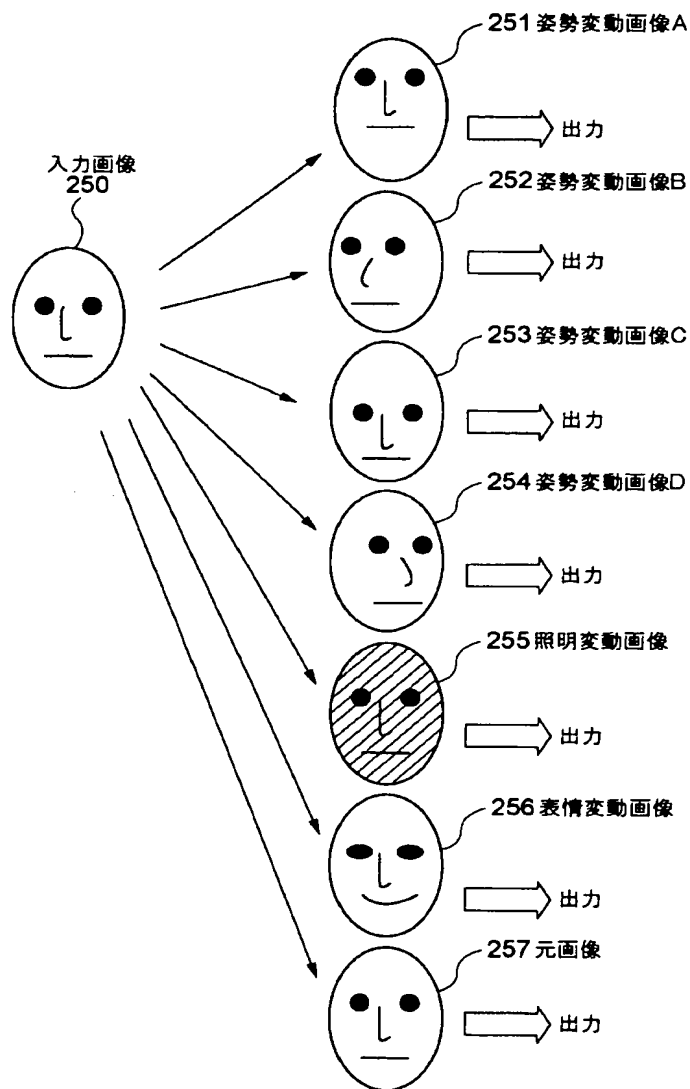 251 姿勢変動画像A
出力
入力画像
250
252 姿勢変動画像B
出力
253 姿勢変動画像C
出力
254 姿勢変動画像D
出力
255 照明変動画像
出力
256 表情変動画像
出力
257 元画像
出力